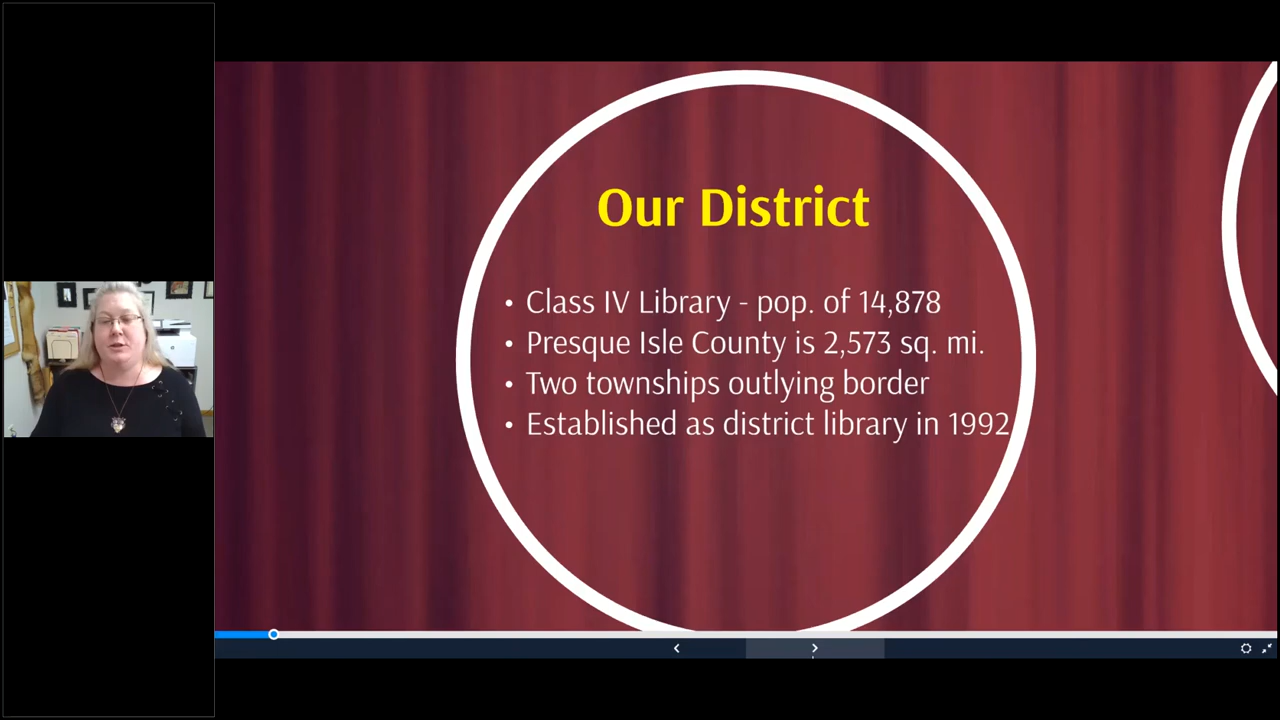 Our District
• Class IV Library - pop. of 14,878
• Presque Isle County is 2,573 sq. mi.
• Two townships outlying border
• Established as district library in 1992